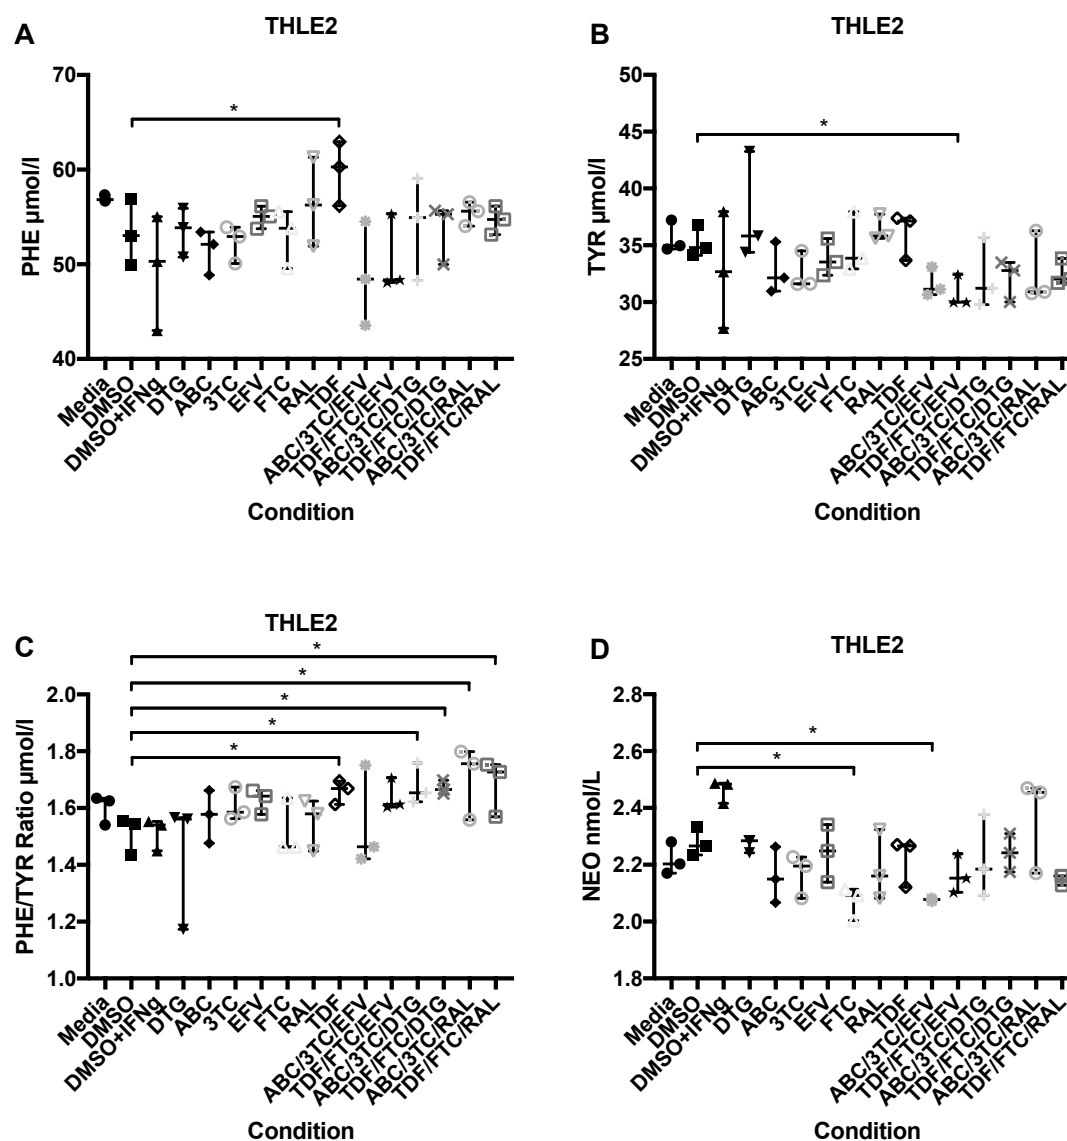 A
THLE2
PHE µmol/l
70
60
50
40
*
Media
DMSO
DMSO+IFNg
DTG
ABC
3TC
EFV
FTC
RAL
TDF
ABC/3TC/EFV
TDF/FTC/EFV
ABC/3TC/DTG
TDF/FTC/DTG
ABC/3TC/RAL
TDF/FTC/RAL
Condition
B
THLE2
TYR µmol/l
50
45
40
35
30
25
*
Media
DMSO
DMSO+IFNg
DTG
ABC
3TC
EFV
FTC
RAL
TDF
ABC/3TC/EFV
TDF/FTC/EFV
ABC/3TC/DTG
TDF/FTC/DTG
ABC/3TC/RAL
TDF/FTC/RAL
Condition
C
THLE2
PHE/TYR Ratio µmol/l
2.0
1.8
1.6
1.4
1.2
1.0
*
*
*
*
*
Media
DMSO
DMSO+IFNg
DTG
ABC
3TC
EFV
FTC
RAL
TDF
ABC/3TC/EFV
TDF/FTC/EFV
ABC/3TC/DTG
TDF/FTC/DTG
ABC/3TC/RAL
TDF/FTC/RAL
Condition
D
THLE2
NEO nmol/L
2.8
2.6
2.4
2.2
2.0
1.8
*
*
Media
DMSO
DMSO+IFNg
DTG
ABC
3TC
EFV
FTC
RAL
TDF
ABC/3TC/EFV
TDF/FTC/EFV
ABC/3TC/DTG
TDF/FTC/DTG
ABC/3TC/RAL
TDF/FTC/RAL
Condition